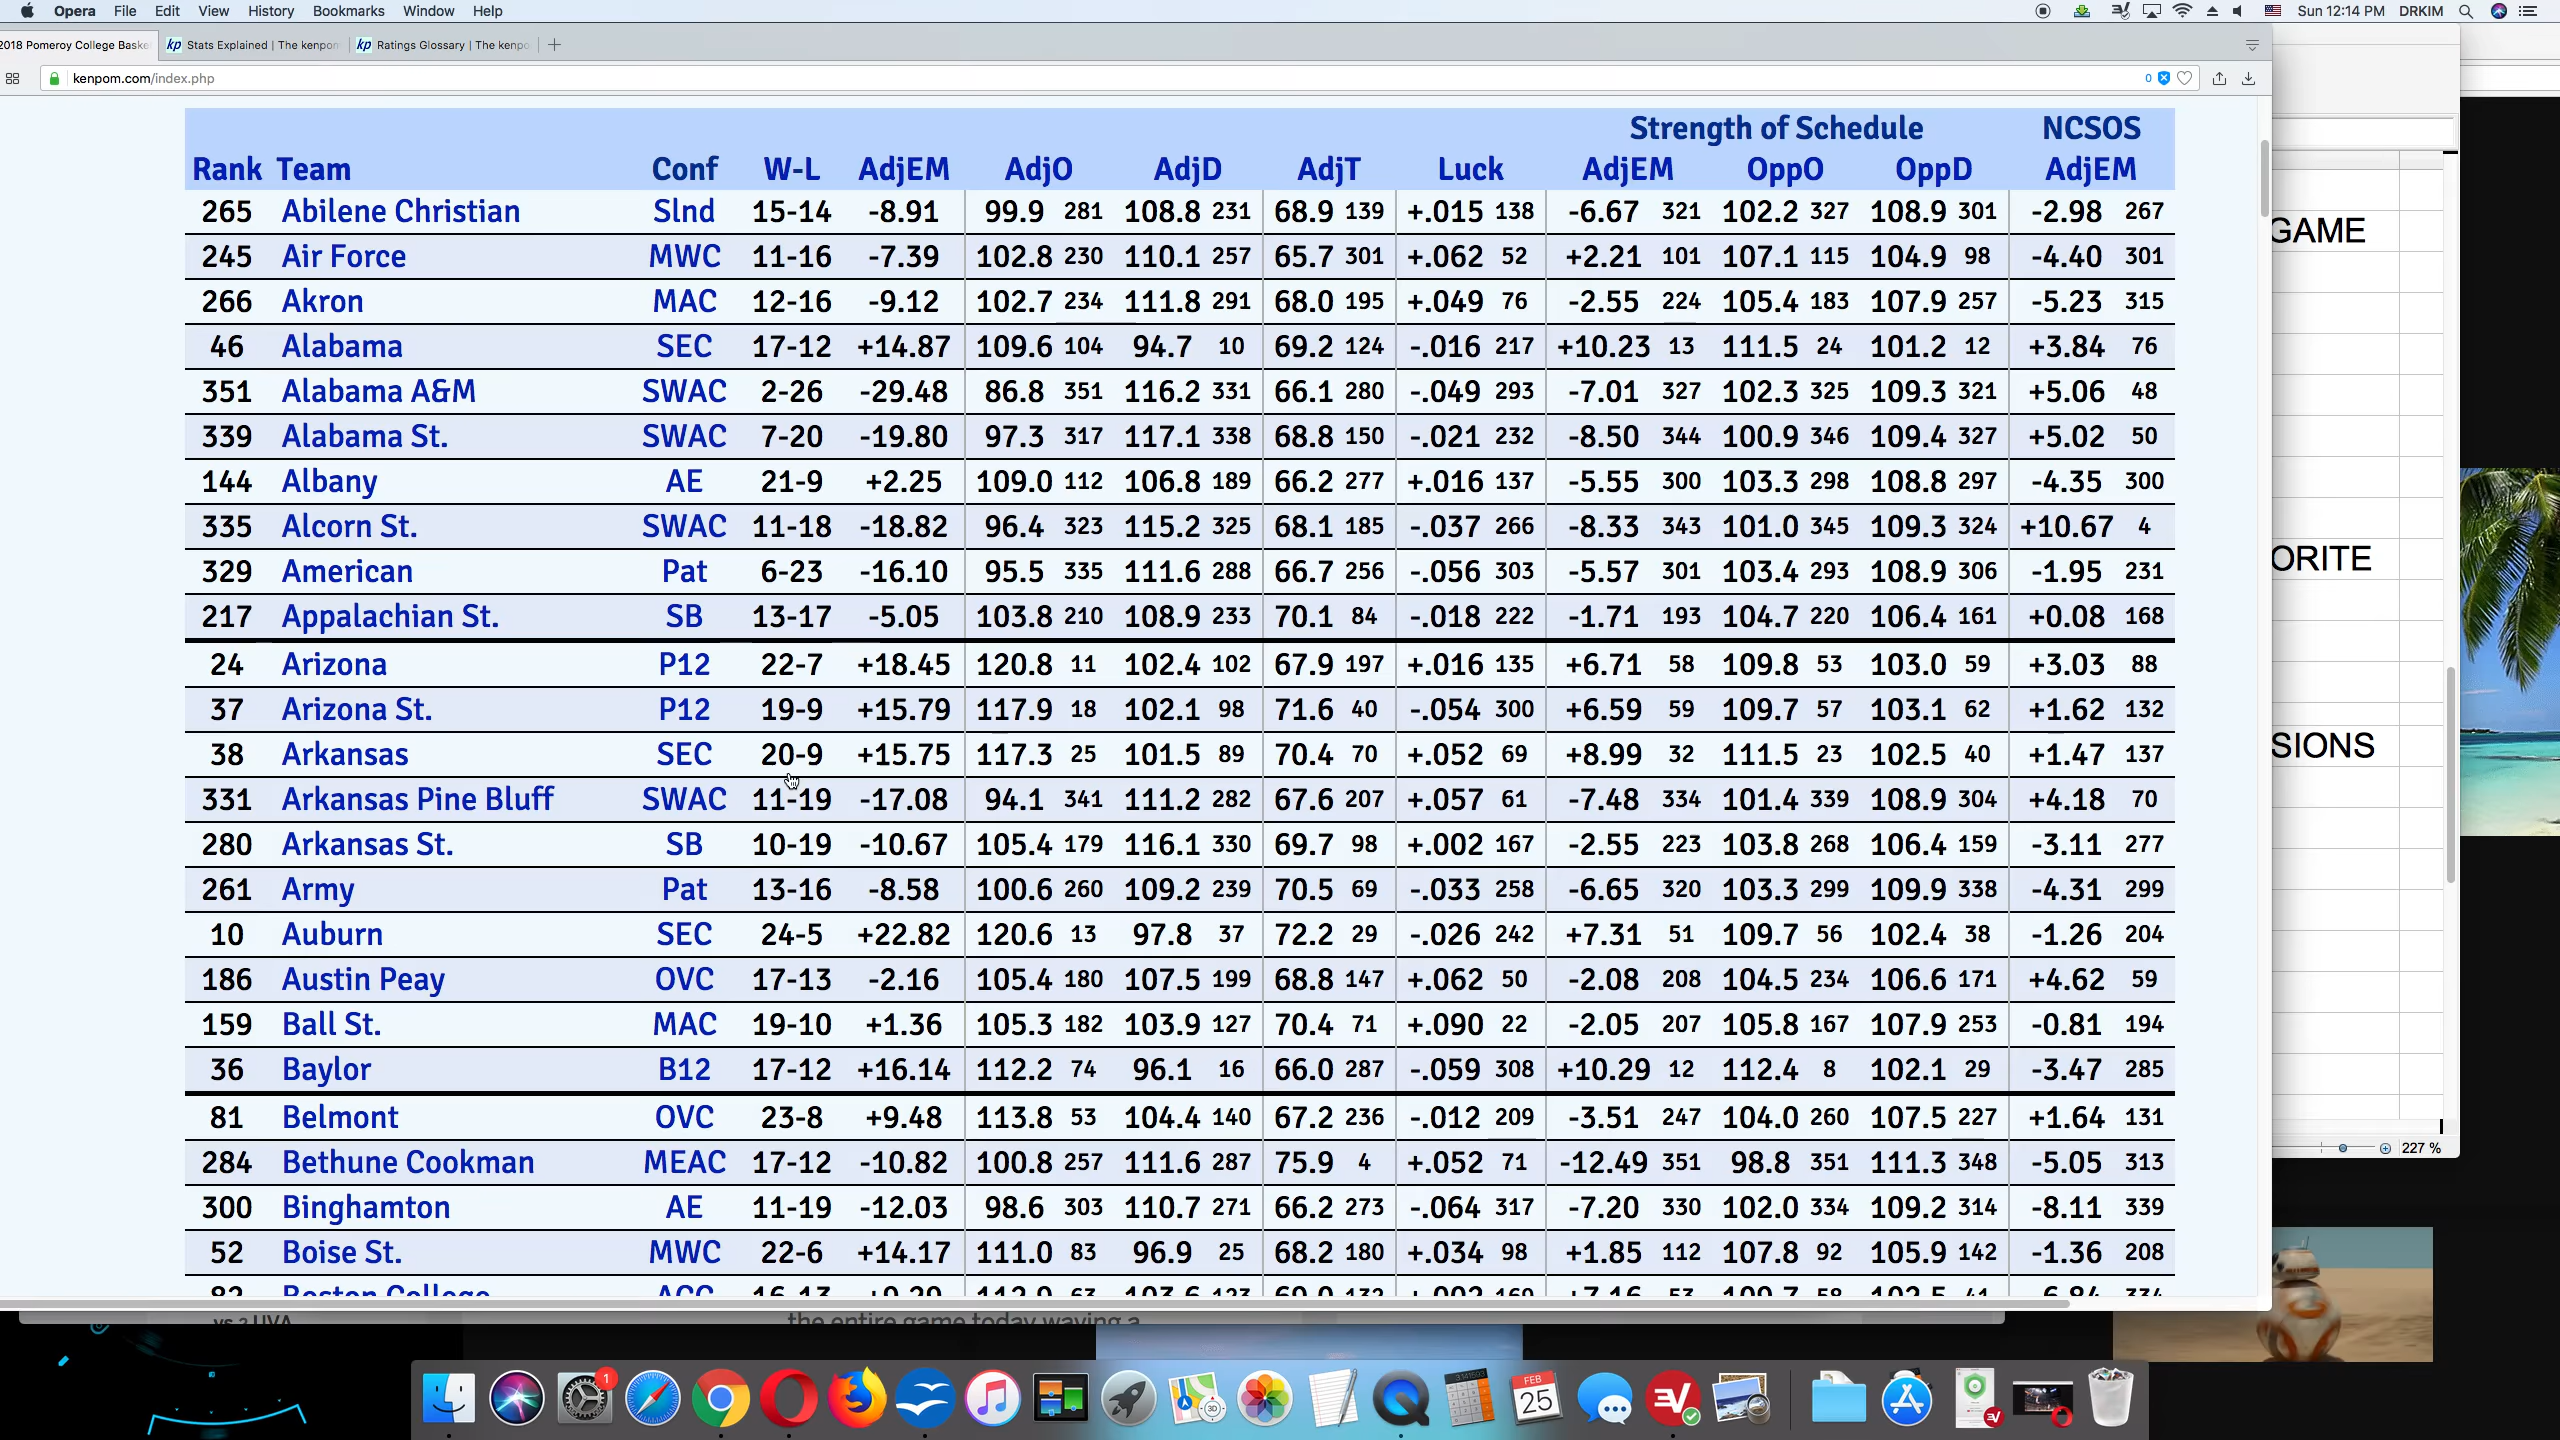 Opera File Edit View History Bookmarks Window Help Sun 12:14 PM DRKIM
2018 Pomeroy College Baske kp Stats Explained | The kenpom kp Ratings Glossary | The kenpo
kenpom.com/index.php 0
Strength of Schedule NCSOS
Rank Team Conf W-L AdjEM AdjO AdjD AdjT Luck AdjEM OppO OppD AdjEM
265 Abilene Christian Slnd 15-14 -8.91 99.9 281 108.8 231 68.9 139 +.015 138 -6.67 321 102.2 327 108.9 301 -2.98 267
245 Air Force MWC 11-16 -7.39 102.8 230 110.1 257 65.7 301 +.062 52 +2.21 101 107.1 115 104.9 98 -4.40 301
266 Akron MAC 12-16 -9.12 102.7 234 111.8 291 68.0 195 +.049 76 -2.55 224 105.4 183 107.9 257 -5.23 315
46 Alabama SEC 17-12 +14.87 109.6 104 94.7 10 69.2 124 -.016 217 +10.23 13 111.5 24 101.2 12 +3.84 76
351 Alabama A&M SWAC 2-26 -29.48 86.8 351 116.2 331 66.1 280 -.049 293 -7.01 327 102.3 325 109.3 321 +5.06 48
339 Alabama St. SWAC 7-20 -19.80 97.3 317 117.1 338 68.8 150 -.021 232 -8.50 344 100.9 346 109.4 327 +5.02 50
144 Albany AE 21-9 +2.25 109.0 112 106.8 189 66.2 277 +.016 137 -5.55 300 103.3 298 108.8 297 -4.35 300
335 Alcorn St. SWAC 11-18 -18.82 96.4 323 115.2 325 68.1 185 -.037 266 -8.33 343 101.0 345 109.3 324 +10.67 4
329 American Pat 6-23 -16.10 95.5 335 111.6 288 66.7 256 -.056 303 -5.57 301 103.4 293 108.9 306 -1.95 231
217 Appalachian St. SB 13-17 -5.05 103.8 210 108.9 233 70.1 84 -.018 222 -1.71 193 104.7 220 106.4 161 +0.08 168
24 Arizona P12 22-7 +18.45 120.8 11 102.4 102 67.9 197 +.016 135 +6.71 58 109.8 53 103.0 59 +3.03 88
37 Arizona St. P12 19-9 +15.79 117.9 18 102.1 98 71.6 40 -.054 300 +6.59 59 109.7 57 103.1 62 +1.62 132
38 Arkansas SEC 20-9 +15.75 117.3 25 101.5 89 70.4 70 +.052 69 +8.99 32 111.5 23 102.5 40 +1.47 137
331 Arkansas Pine Bluff SWAC 11-19 -17.08 94.1 341 111.2 282 67.6 207 +.057 61 -7.48 334 101.4 339 108.9 304 +4.18 70
280 Arkansas St. SB 10-19 -10.67 105.4 179 116.1 330 69.7 98 +.002 167 -2.55 223 103.8 268 106.4 159 -3.11 277
261 Army Pat 13-16 -8.58 100.6 260 109.2 239 70.5 69 -.033 258 -6.65 320 103.3 299 109.9 338 -4.31 299
10 Auburn SEC 24-5 +22.82 120.6 13 97.8 37 72.2 29 -.026 242 +7.31 51 109.7 56 102.4 38 -1.26 204
186 Austin Peay OVC 17-13 -2.16 105.4 180 107.5 199 68.8 147 +.062 50 -2.08 208 104.5 234 106.6 171 +4.62 59
159 Ball St. MAC 19-10 +1.36 105.3 182 103.9 127 70.4 71 +.090 22 -2.05 207 105.8 167 107.9 253 -0.81 194
36 Baylor B12 17-12 +16.14 112.2 74 96.1 16 66.0 287 -.059 308 +10.29 12 112.4 8 102.1 29 -3.47 285
81 Belmont OVC 23-8 +9.48 113.8 53 104.4 140 67.2 236 -.012 209 -3.51 247 104.0 260 107.5 227 +1.64 131
284 Bethune Cookman MEAC 17-12 -10.82 100.8 257 111.6 287 75.9 4 +.052 71 -12.49 351 98.8 351 111.3 348 -5.05 313
300 Binghamton AE 11-19 -12.03 98.6 303 110.7 271 66.2 273 -.064 317 -7.20 330 102.0 334 109.2 314 -8.11 339
52 Boise St. MWC 22-6 +14.17 111.0 83 96.9 25 68.2 180 +.034 98 +1.85 112 107.8 92 105.9 142 -1.36 208
Boston College ACC
GAME
ORITE
SIONS
227 %
vs 2 UVA
the entire game today waving a
1
FEB
25
3D